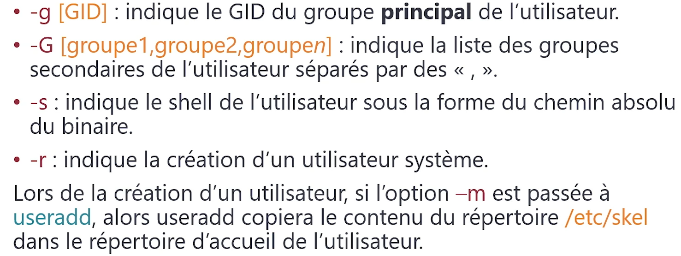 • -g [GID] : indique le GID du groupe principal de l’utilisateur.
• -G [groupe1,groupe2,groupen] : indique la liste des groupes
secondaires de l’utilisateur séparés par des « , ».
• -s : indique le shell de l’utilisateur sous la forme du chemin absolu
du binaire.
• -r : indique la création d’un utilisateur système.
Lors de la création d’un utilisateur, si l’option –m est passée à
useradd, alors useradd copiera le contenu du répertoire /etc/skel
dans le répertoire d’accueil de l’utilisateur.